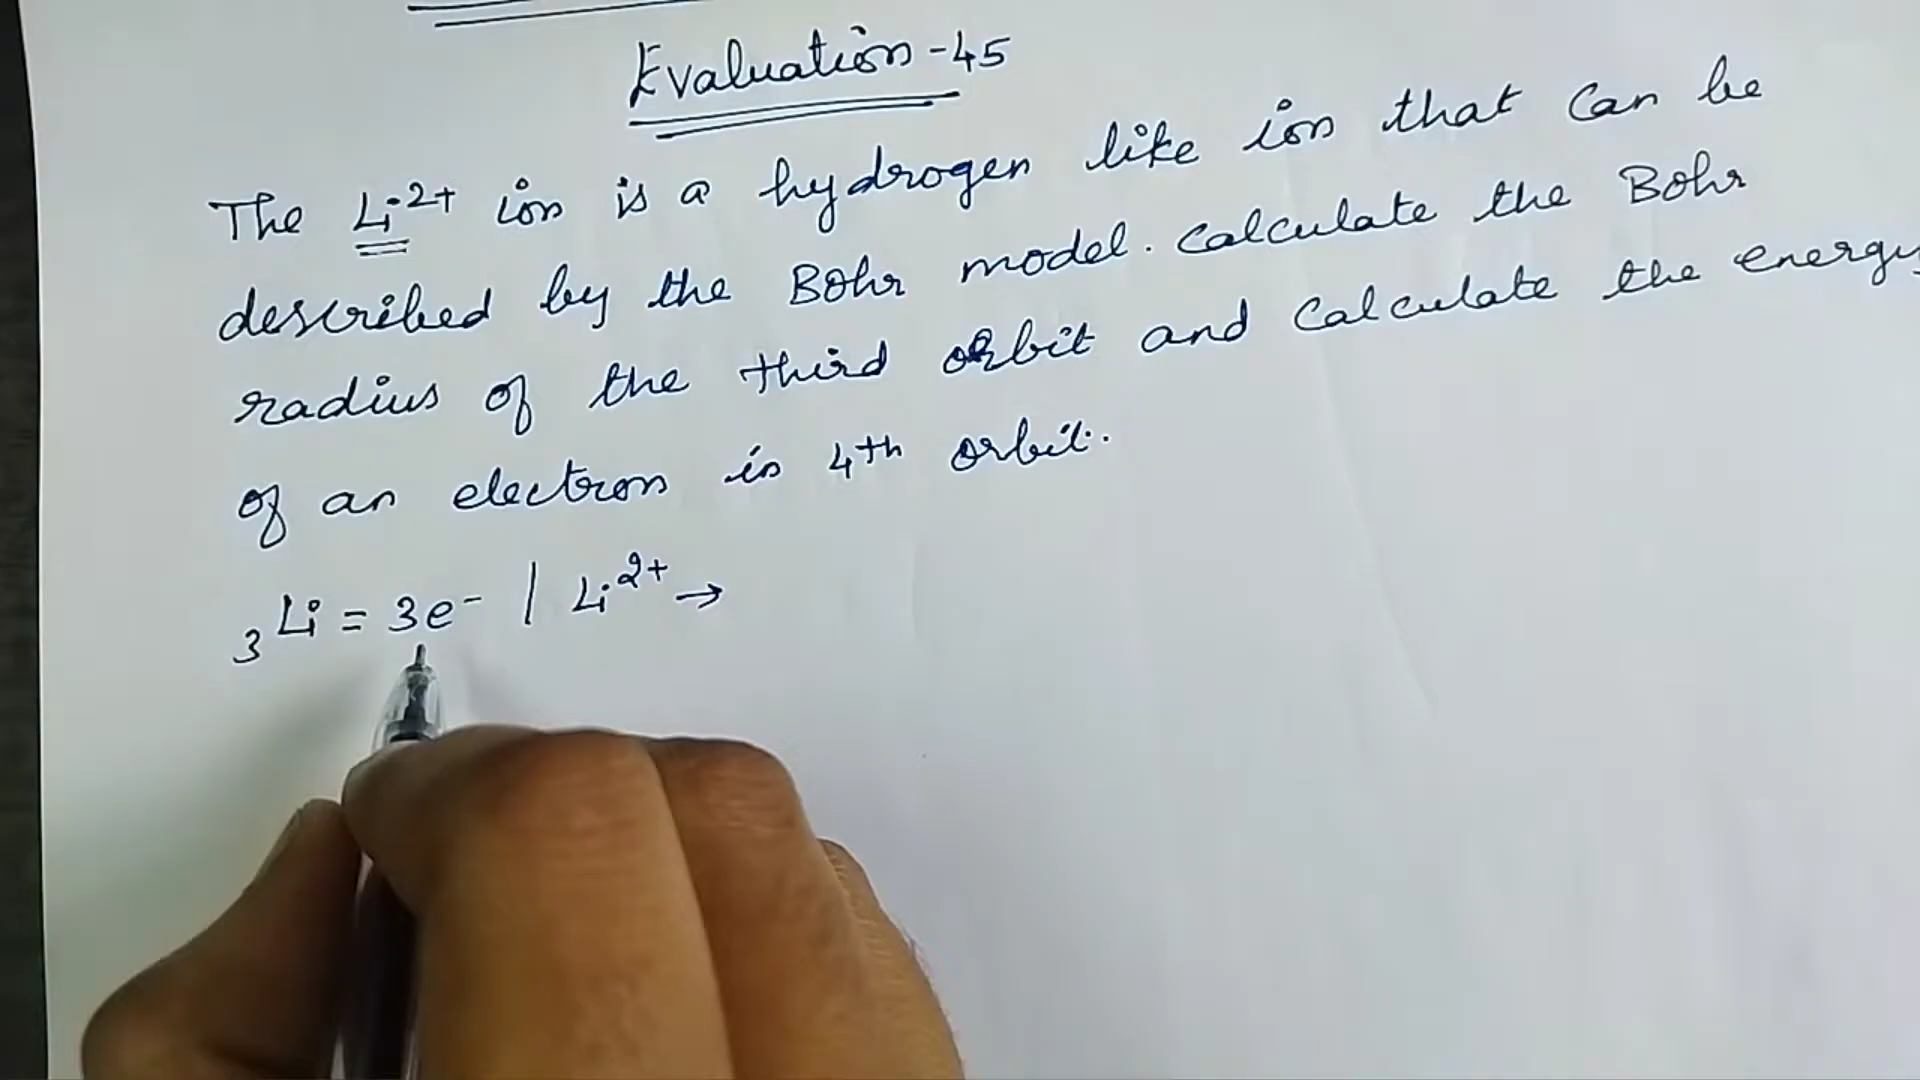 Evaluation-45
The Li²⁺ ion is a hydrogen like ion that can be
described by the Bohr model. Calculate the Bohr
radius of the third orbit and Calculate the energy
of an electron in 4th orbit.
₃Li = 3e⁻ | Li²⁺ →